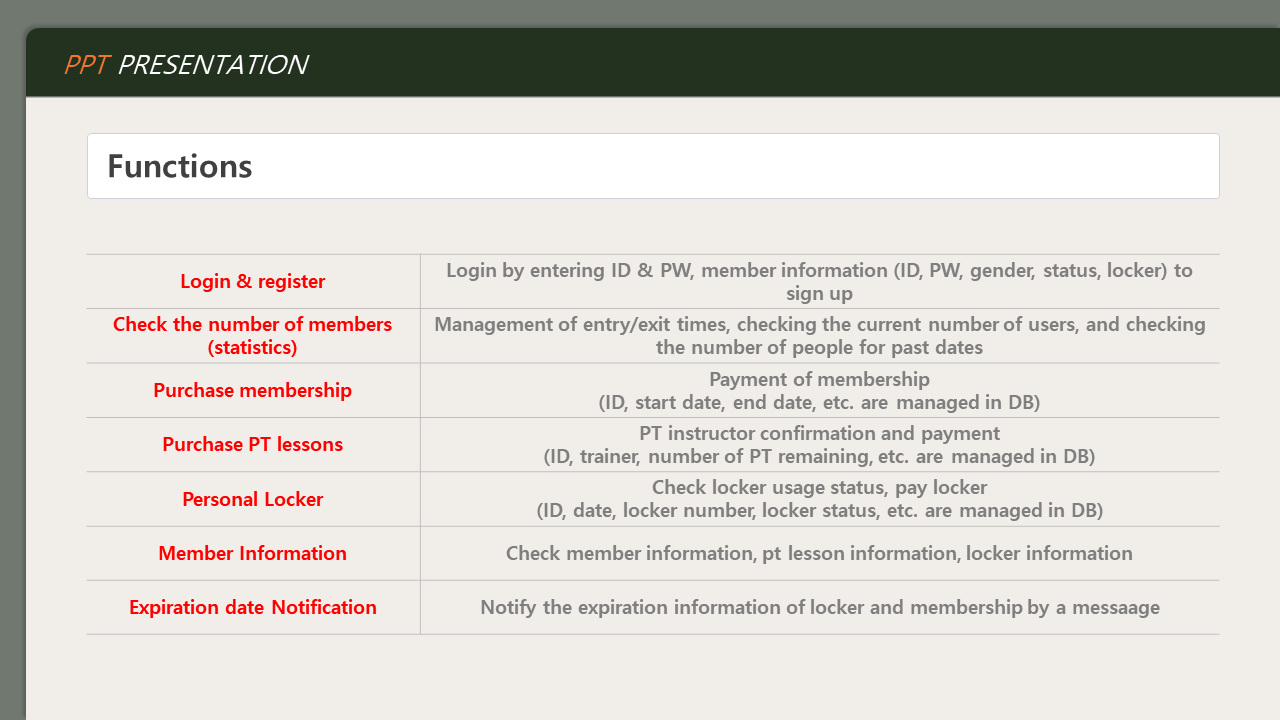 PPT PRESENTATION
Functions
Login & register
Login by entering ID & PW, member information (ID, PW, gender, status, locker) to
sign up
Check the number of members
(statistics)
Management of entry/exit times, checking the current number of users, and checking
the number of people for past dates
Purchase membership
Payment of membership
(ID, start date, end date, etc. are managed in DB)
Purchase PT lessons
PT instructor confirmation and payment
(ID, trainer, number of PT remaining, etc. are managed in DB)
Personal Locker
Check locker usage status, pay locker
(ID, date, locker number, locker status, etc. are managed in DB)
Member Information
Check member information, pt lesson information, locker information
Expiration date Notification
Notify the expiration information of locker and membership by a messaage